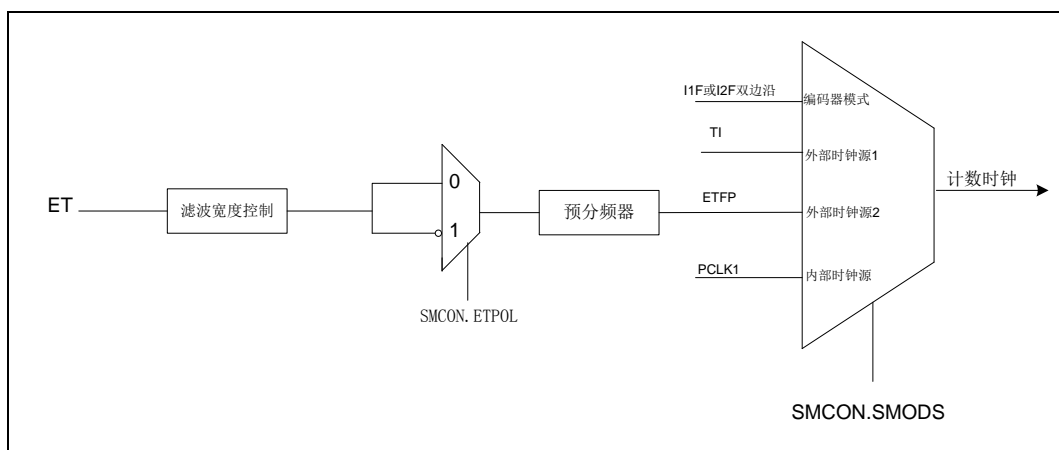 I1F或I2F双边沿
编码器模式
TI
外部时钟源1
ET
滤波宽度控制
0
1
预分频器
ETFP
外部时钟源2
计数时钟
PCLK1
内部时钟源
SMCON.ETPOL
SMCON.SMODS